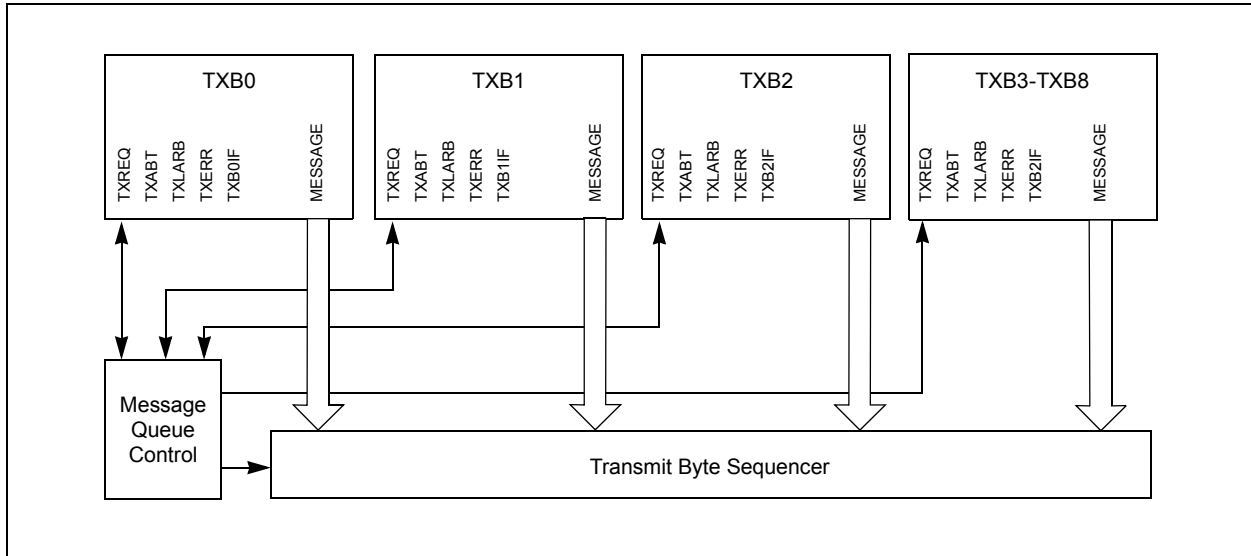 TXB0
TXREQ
TXABT
TXLARB
TXERR
TXB0IF
MESSAGE
TXB1
TXREQ
TXABT
TXLARB
TXERR
TXB1IF
MESSAGE
TXB2
TXREQ
TXABT
TXLARB
TXERR
TXB2IF
MESSAGE
TXB3-TXB8
TXREQ
TXABT
TXLARB
TXERR
TXB2IF
MESSAGE
Message
Queue
Control
Transmit Byte Sequencer